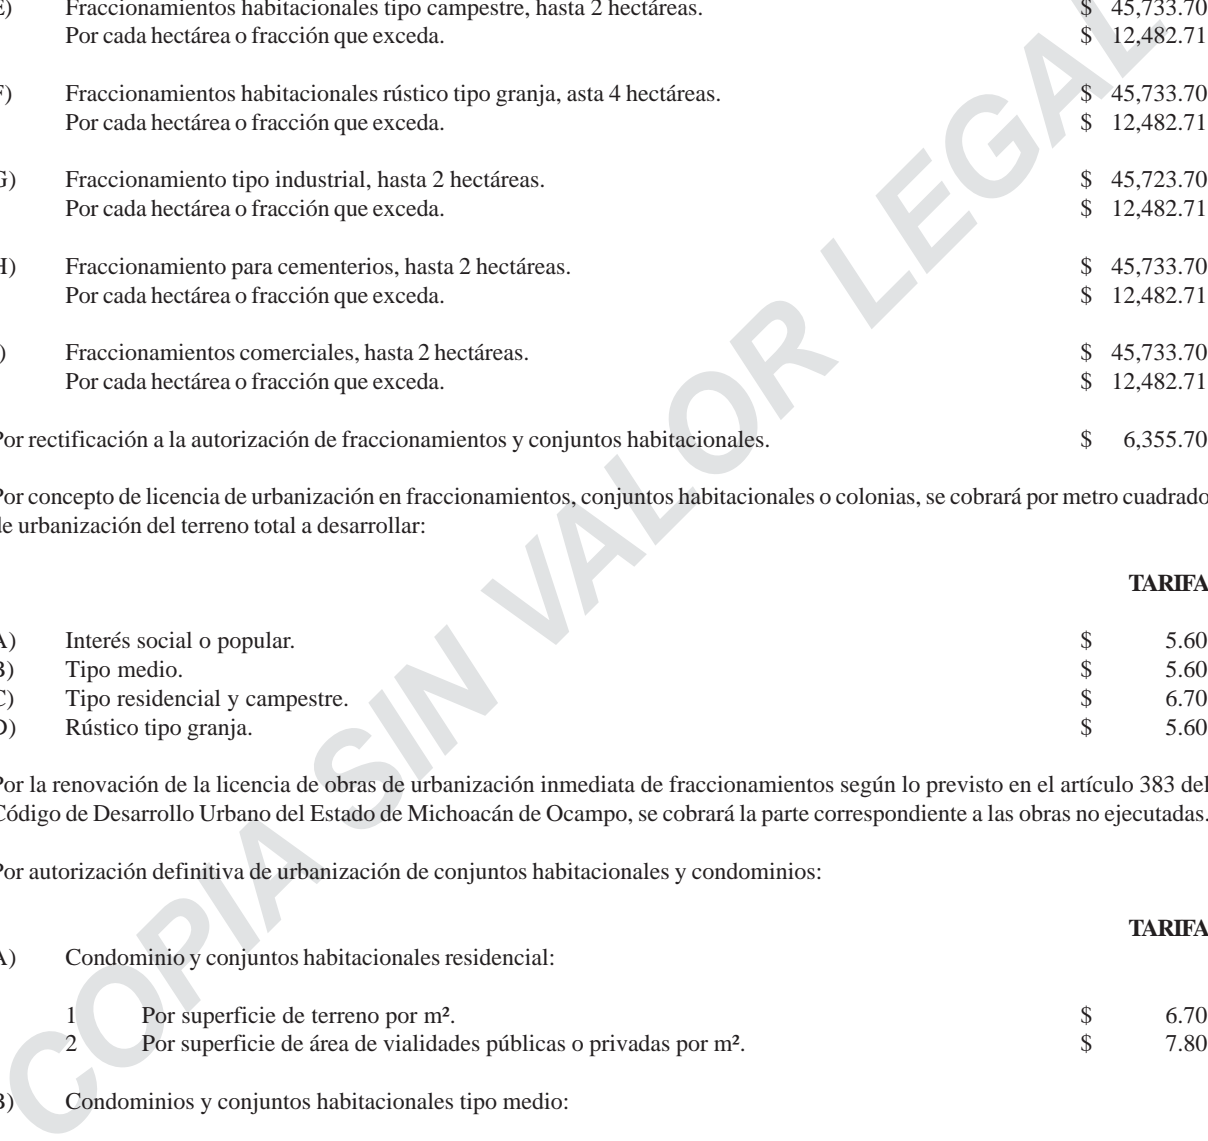 E) Fraccionamientos habitacionales tipo campestre, hasta 2 hectáreas. $ 45,733.70
Por cada hectárea o fracción que exceda. $ 12,482.71
F) Fraccionamientos habitacionales rústico tipo granja, asta 4 hectáreas. $ 45,733.70
Por cada hectárea o fracción que exceda. $ 12,482.71
G) Fraccionamiento tipo industrial, hasta 2 hectáreas. $ 45,723.70
Por cada hectárea o fracción que exceda. $ 12,482.71
H) Fraccionamiento para cementerios, hasta 2 hectáreas. $ 45,733.70
Por cada hectárea o fracción que exceda. $ 12,482.71
) Fraccionamientos comerciales, hasta 2 hectáreas. $ 45,733.70
Por cada hectárea o fracción que exceda. $ 12,482.71
Por rectificación a la autorización de fraccionamientos y conjuntos habitacionales. $ 6,355.70
Por concepto de licencia de urbanización en fraccionamientos, conjuntos habitacionales o colonias, se cobrará por metro cuadrado
de urbanización del terreno total a desarrollar:
TARIFA
A) Interés social o popular. $ 5.60
B) Tipo medio. $ 5.60
C) Tipo residencial y campestre. $ 6.70
D) Rústico tipo granja. $ 5.60
Por la renovación de la licencia de obras de urbanización inmediata de fraccionamientos según lo previsto en el artículo 383 del
Código de Desarrollo Urbano del Estado de Michoacán de Ocampo, se cobrará la parte correspondiente a las obras no ejecutadas.
Por autorización definitiva de urbanización de conjuntos habitacionales y condominios:
TARIFA
A) Condominio y conjuntos habitacionales residencial:
1 Por superficie de terreno por m². $ 6.70
2 Por superficie de área de vialidades públicas o privadas por m². $ 7.80
B) Condominios y conjuntos habitacionales tipo medio:
COPIA SIN VALOR LEGAL